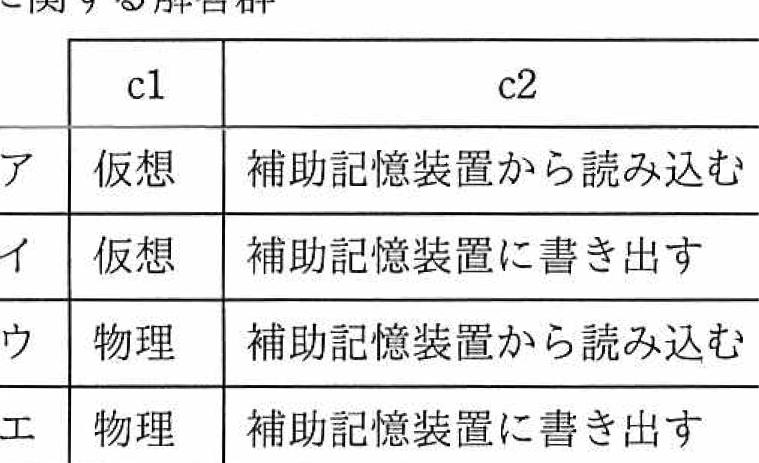 に関する解答群
c1 c2
ア 仮想 補助記憶装置から読み込む
イ 仮想 補助記憶装置に書き出す
ウ 物理 補助記憶装置から読み込む
エ 物理 補助記憶装置に書き出す